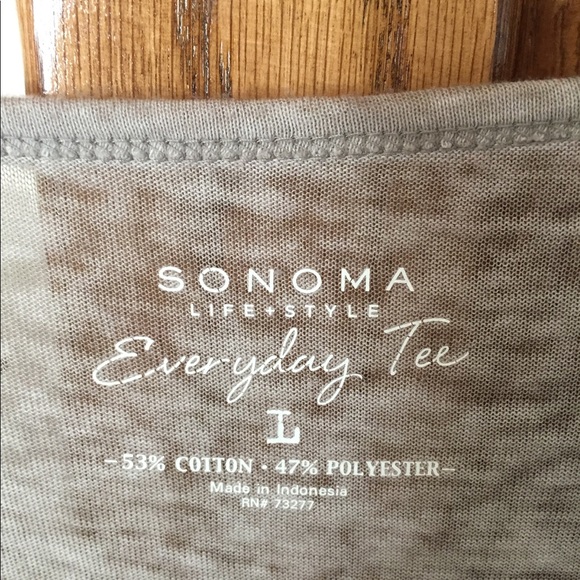 SONOMA
LIFE+STYLE
Everyday Tee
L
-53% COTTON • 47% POLYESTER-
Made in Indonesia
RN# 73277